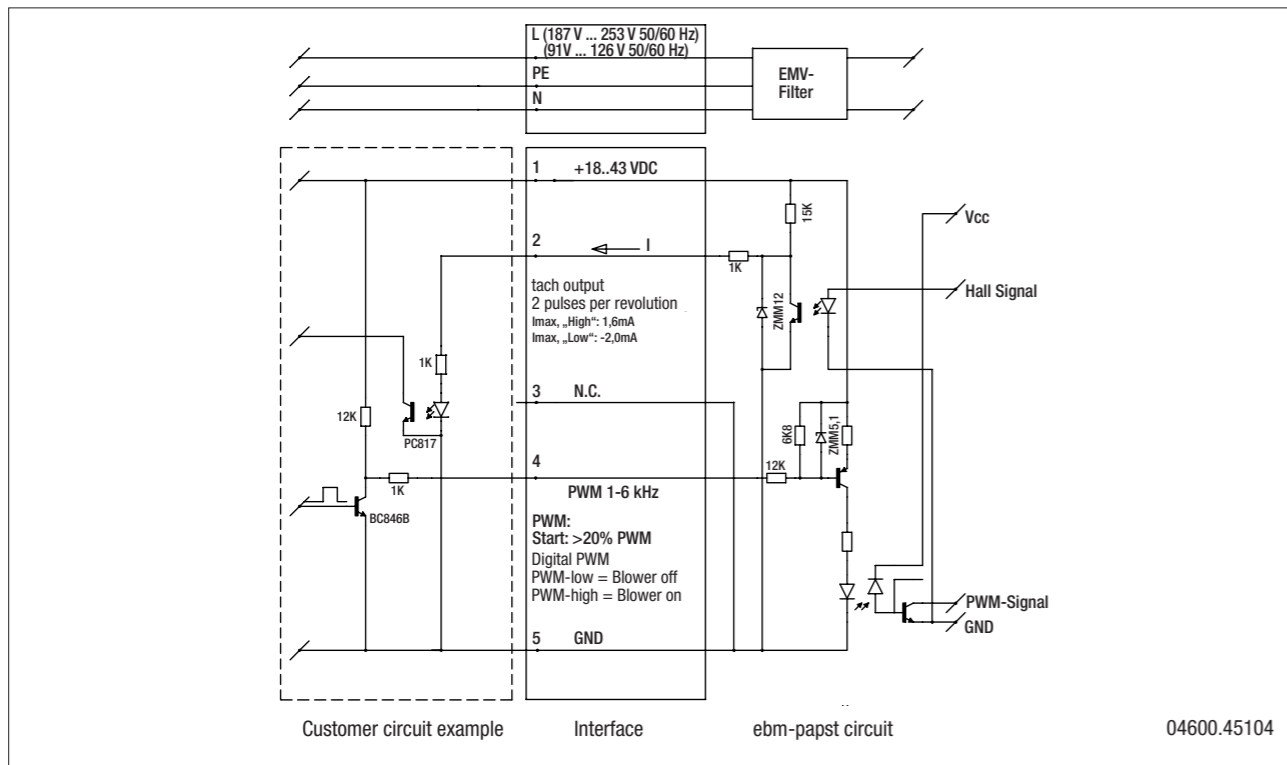 L (187 V ... 253 V 50/60 Hz)
(91V ... 126 V 50/60 Hz)
PE
N
EMV-
Filter
1 +18..43 VDC
15K
Vcc
2 I
1K
Hall Signal
tach output
2 pulses per revolution
Imax, „High“: 1,6mA
Imax, „Low“: -2,0mA
ZMM12
1K
3 N.C.
12K
PC817
6K8
ZMM5,1
4
12K
1K
PWM 1-6 kHz
BC846B
PWM:
Start: >20% PWM
Digital PWM
PWM-low = Blower off
PWM-high = Blower on
PWM-Signal
GND
5 GND
Customer circuit example
Interface
ebm-papst circuit
04600.45104